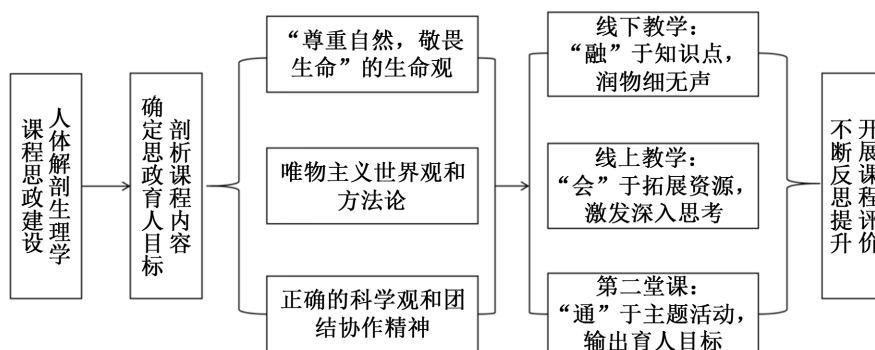 人体解剖生理学
课程思政建设
剖析课程内容
确定思政育人目标
“尊重自然，敬�
生命”的生命观
唯物主义世界观和
方法论
正确的科学观和团
结协作精神
线下教学：
“融”于知识点，
润物细无声
线上教学：
“会”于拓展资源，
激发深入思考
第二堂课：
“通”于主题活动，
输出育人目标
开展课程评价
不断反思提升